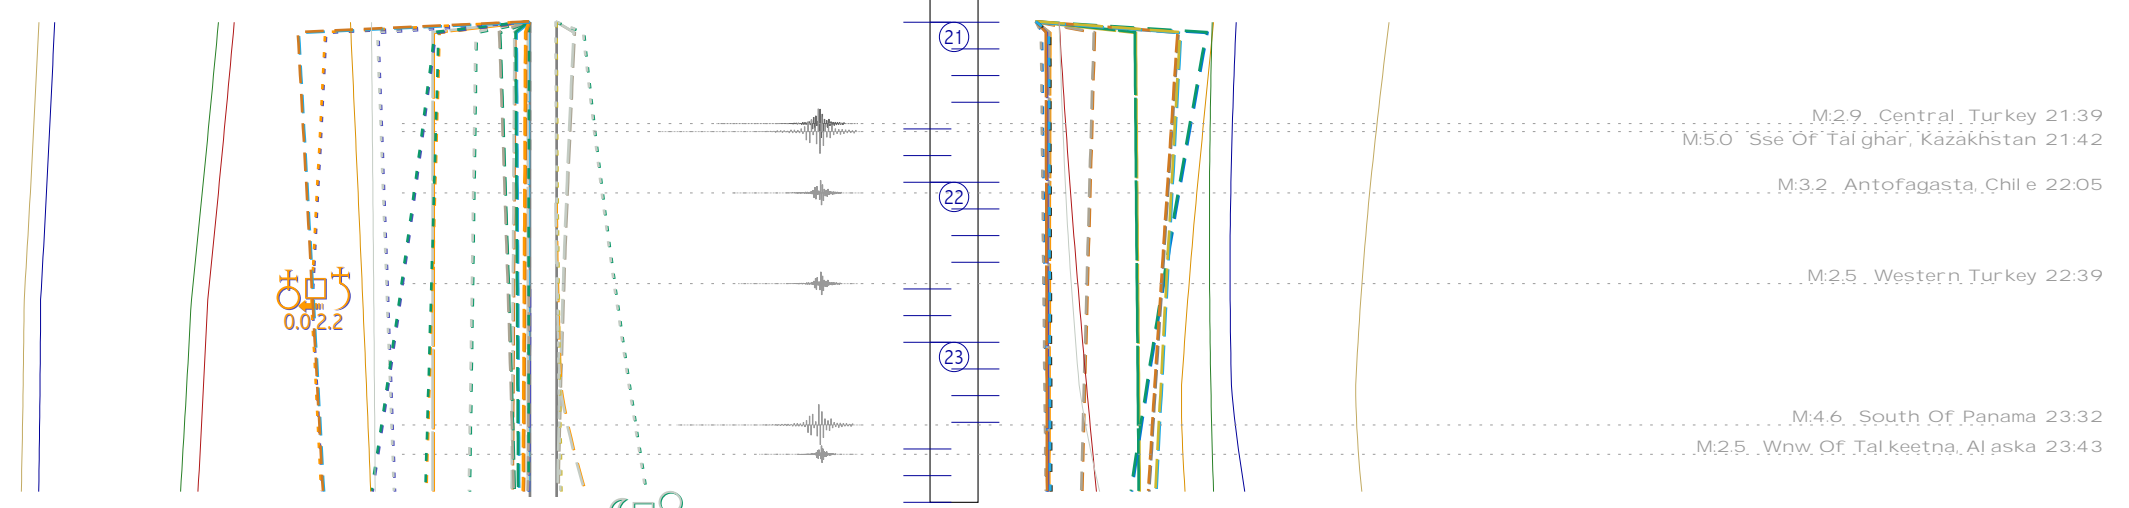 21
M:2.9 Central Turkey 21:39
M:5.0 Sse Of Talghar, Kazakhstan 21:42
M:3.2 Antofagasta, Chile 22:05
22
M:2.5 Western Turkey 22:39
0.0 2.2
23
M:4.6 South Of Panama 23:32
M:2.5 Wnw Of Talkeetna, Alaska 23:43